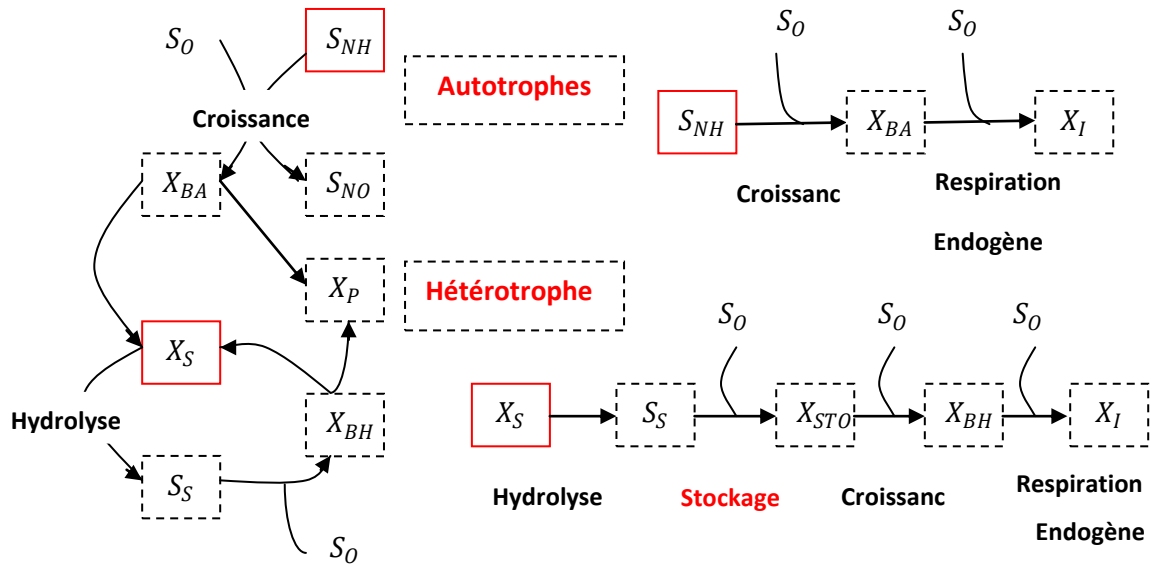 S_O
S_NH
Autotrophes
Croissance
X_BA
S_NO
X_P
Hétérotrophe
X_S
Hydrolyse
X_BH
S_S
S_O
S_O
S_O
S_NH
X_BA
X_I
Croissanc
Respiration
Endogène
S_O
S_O
S_O
X_S
S_S
X_STO
X_BH
X_I
Hydrolyse
Stockage
Croissanc
Respiration
Endogène